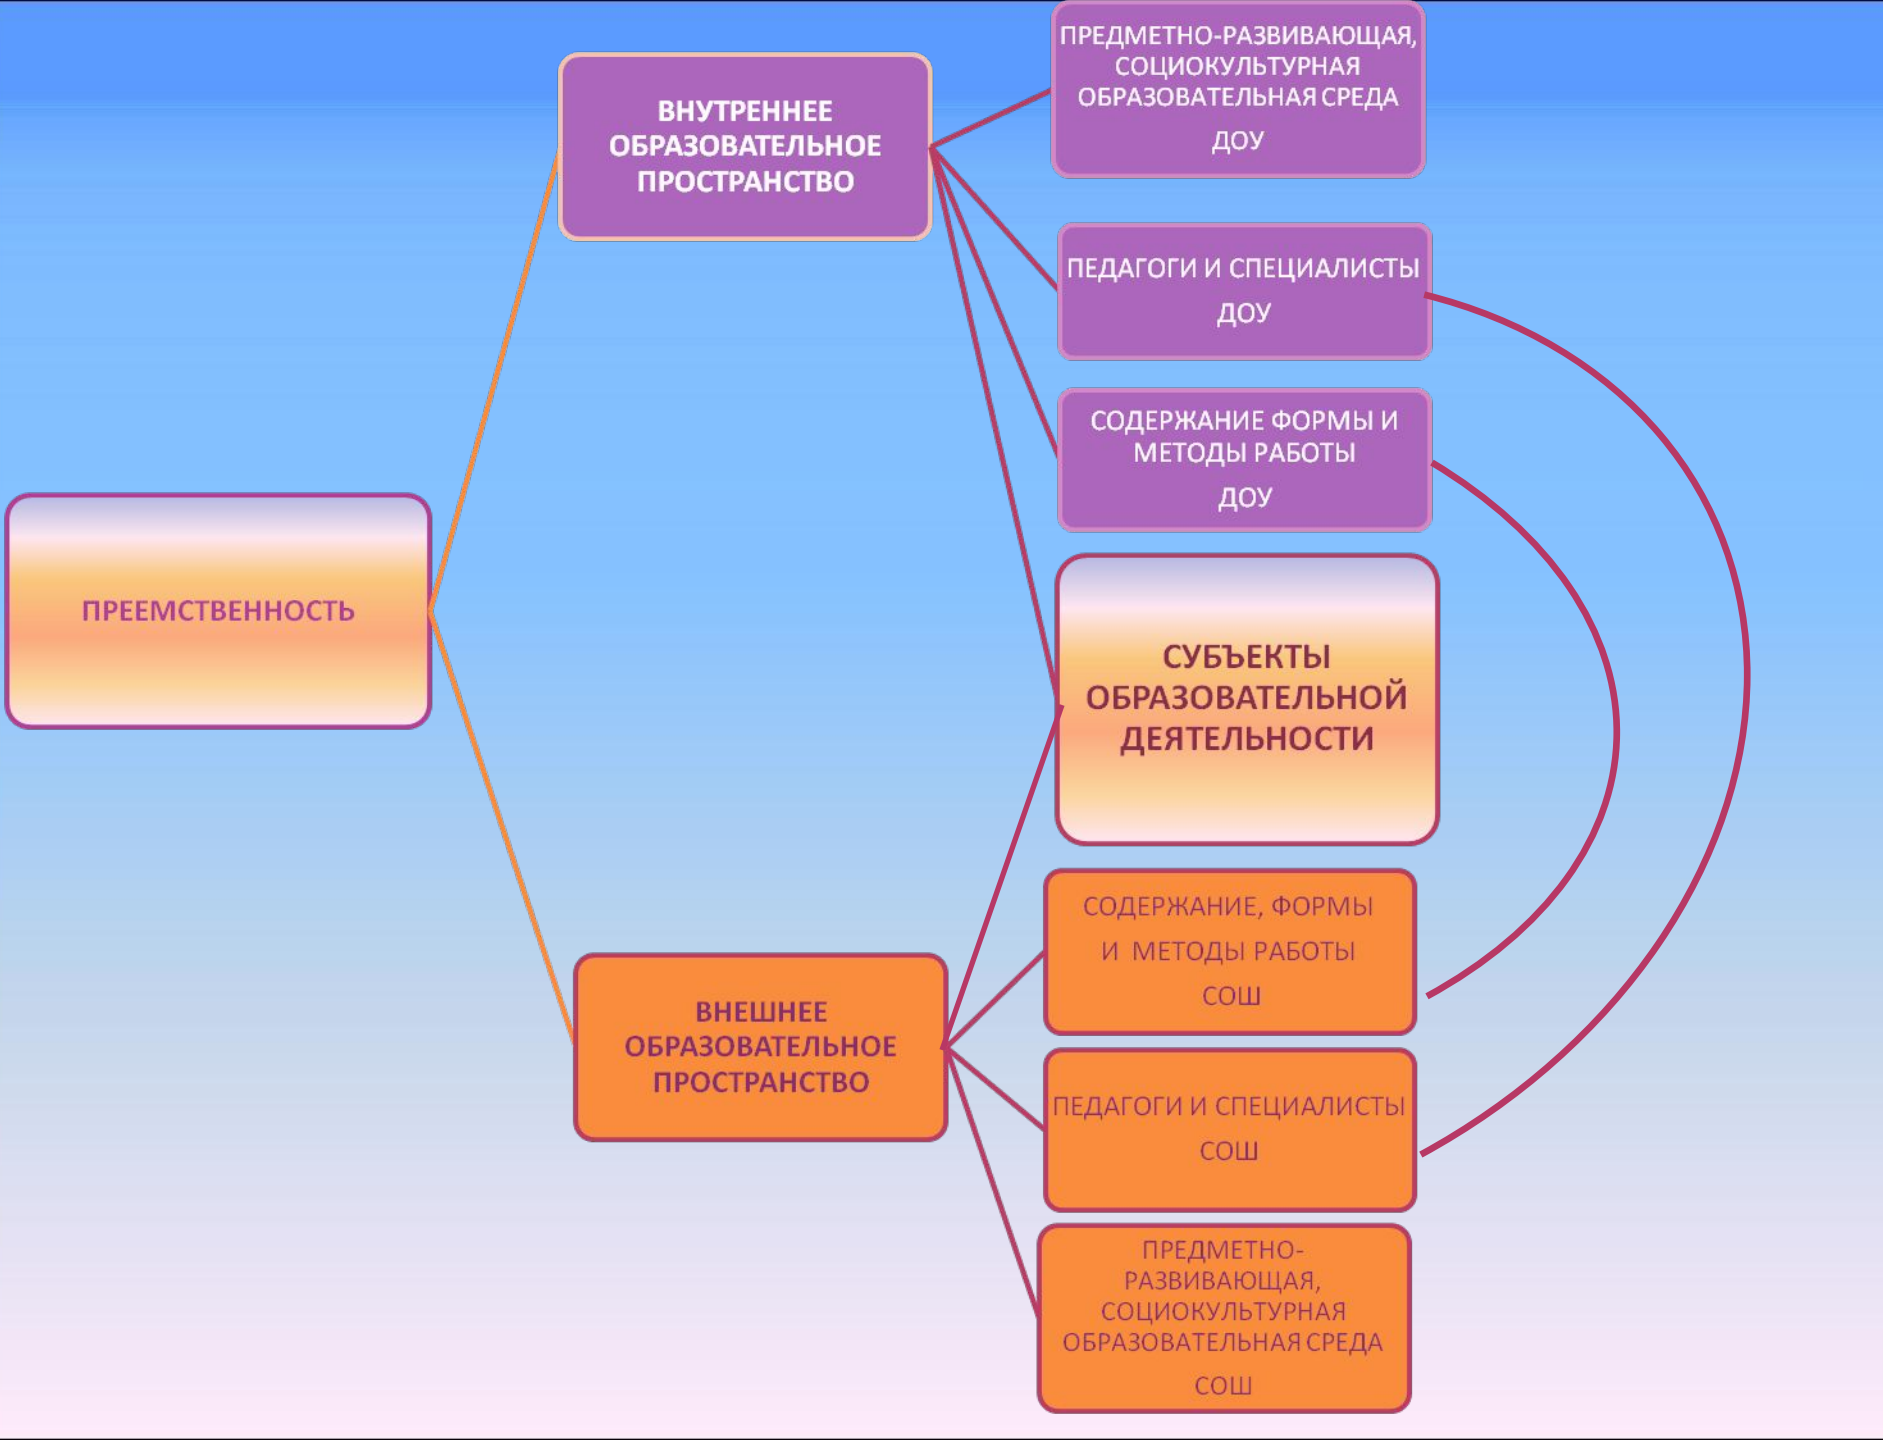 ПРЕЕМСТВЕННОСТЬ
ВНУТРЕННЕЕ
ОБРАЗОВАТЕЛЬНОЕ
ПРОСТРАНСТВО
ПРЕДМЕТНО-РАЗВИВАЮЩАЯ,
СОЦИОКУЛЬТУРНАЯ
ОБРАЗОВАТЕЛЬНАЯ СРЕДА
ДОУ
ПЕДАГОГИ И СПЕЦИАЛИСТЫ
ДОУ
СОДЕРЖАНИЕ ФОРМЫ И
МЕТОДЫ РАБОТЫ
ДОУ
СУБЪЕКТЫ
ОБРАЗОВАТЕЛЬНОЙ
ДЕЯТЕЛЬНОСТИ
ВНЕШНЕЕ
ОБРАЗОВАТЕЛЬНОЕ
ПРОСТРАНСТВО
СОДЕРЖАНИЕ, ФОРМЫ
И МЕТОДЫ РАБОТЫ
СОШ
ПЕДАГОГИ И СПЕЦИАЛИСТЫ
СОШ
ПРЕДМЕТНО-
РАЗВИВАЮЩАЯ,
СОЦИОКУЛЬТУРНАЯ
ОБРАЗОВАТЕЛЬНАЯ СРЕДА
СОШ